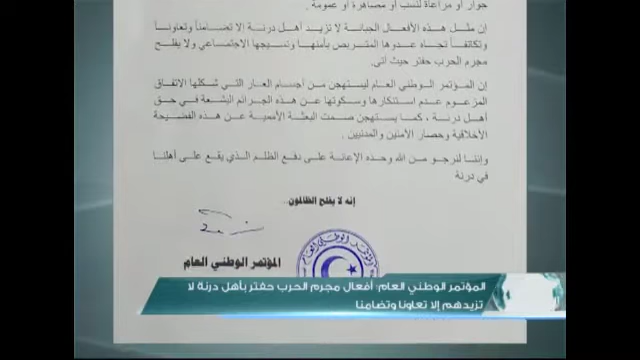 جوار أو مراعاة لنسب أو مصاهرة أو عمومة .
إن مثل هذه الأفعال الجبانة لا تزيد أهل درنة الا تضامناً وتعاونا
وتكاتفاً تجاه عدوها المتربص بأمنها ونسيجها الاجتماعي ولا يفلح
مجرم الحرب حفتر حيث أتى.
إن المؤتمر الوطني العام ليستهجن من أجسام العار التي شكلها الاتفاق
المزعوم عدم استنكارها وسكوتها عن هذه الجرائم البشعة في حق
أهل درنة ، كما يستهجن صمت البعثة الأممية عن هذه الفضيحة
الأخلاقية وحصار الآمنين والمدنيين .
وإننا لنرجو من الله وحده الإعانة على دفع الظلم الذي يقع على أهلنا
في درنة
إنه لا يفلح الظالمون..
المؤتمر الوطني العام
المؤتمر الوطني العام
المؤتمر الوطني العام: أفعال مجرم الحرب حفتر بأهل درنة لا
تزيدهم إلا تعاونا وتضامنا